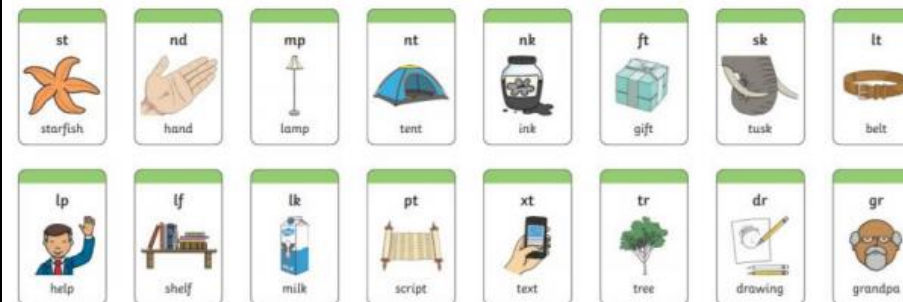 st nd mp nt nk ft sk lt
starfish hand lamp tent ink gift tusk belt
lp lf lk pt xt tr dr gr
help shelf milk script text tree drawing grandpa